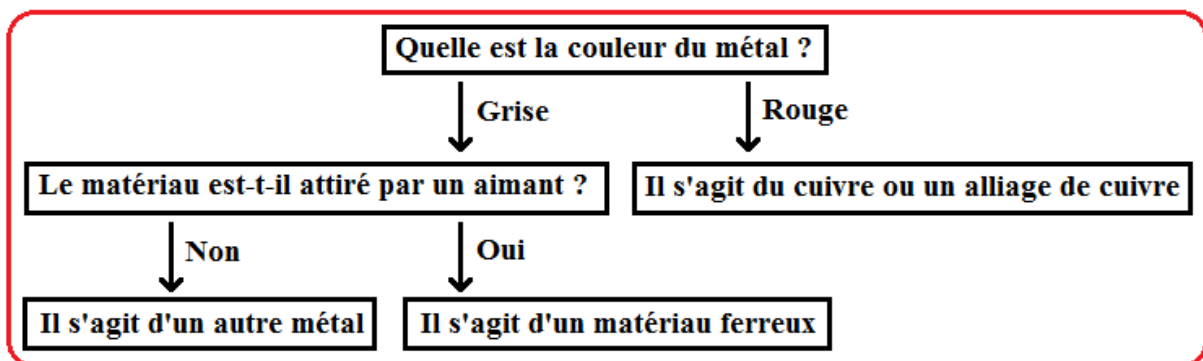 Quelle est la couleur du métal ?
Grise
Rouge
Le matériau est-t-il attiré par un aimant ?
Il s'agit du cuivre ou un alliage de cuivre
Non
Oui
Il s'agit d'un autre métal
Il s'agit d'un matériau ferreux